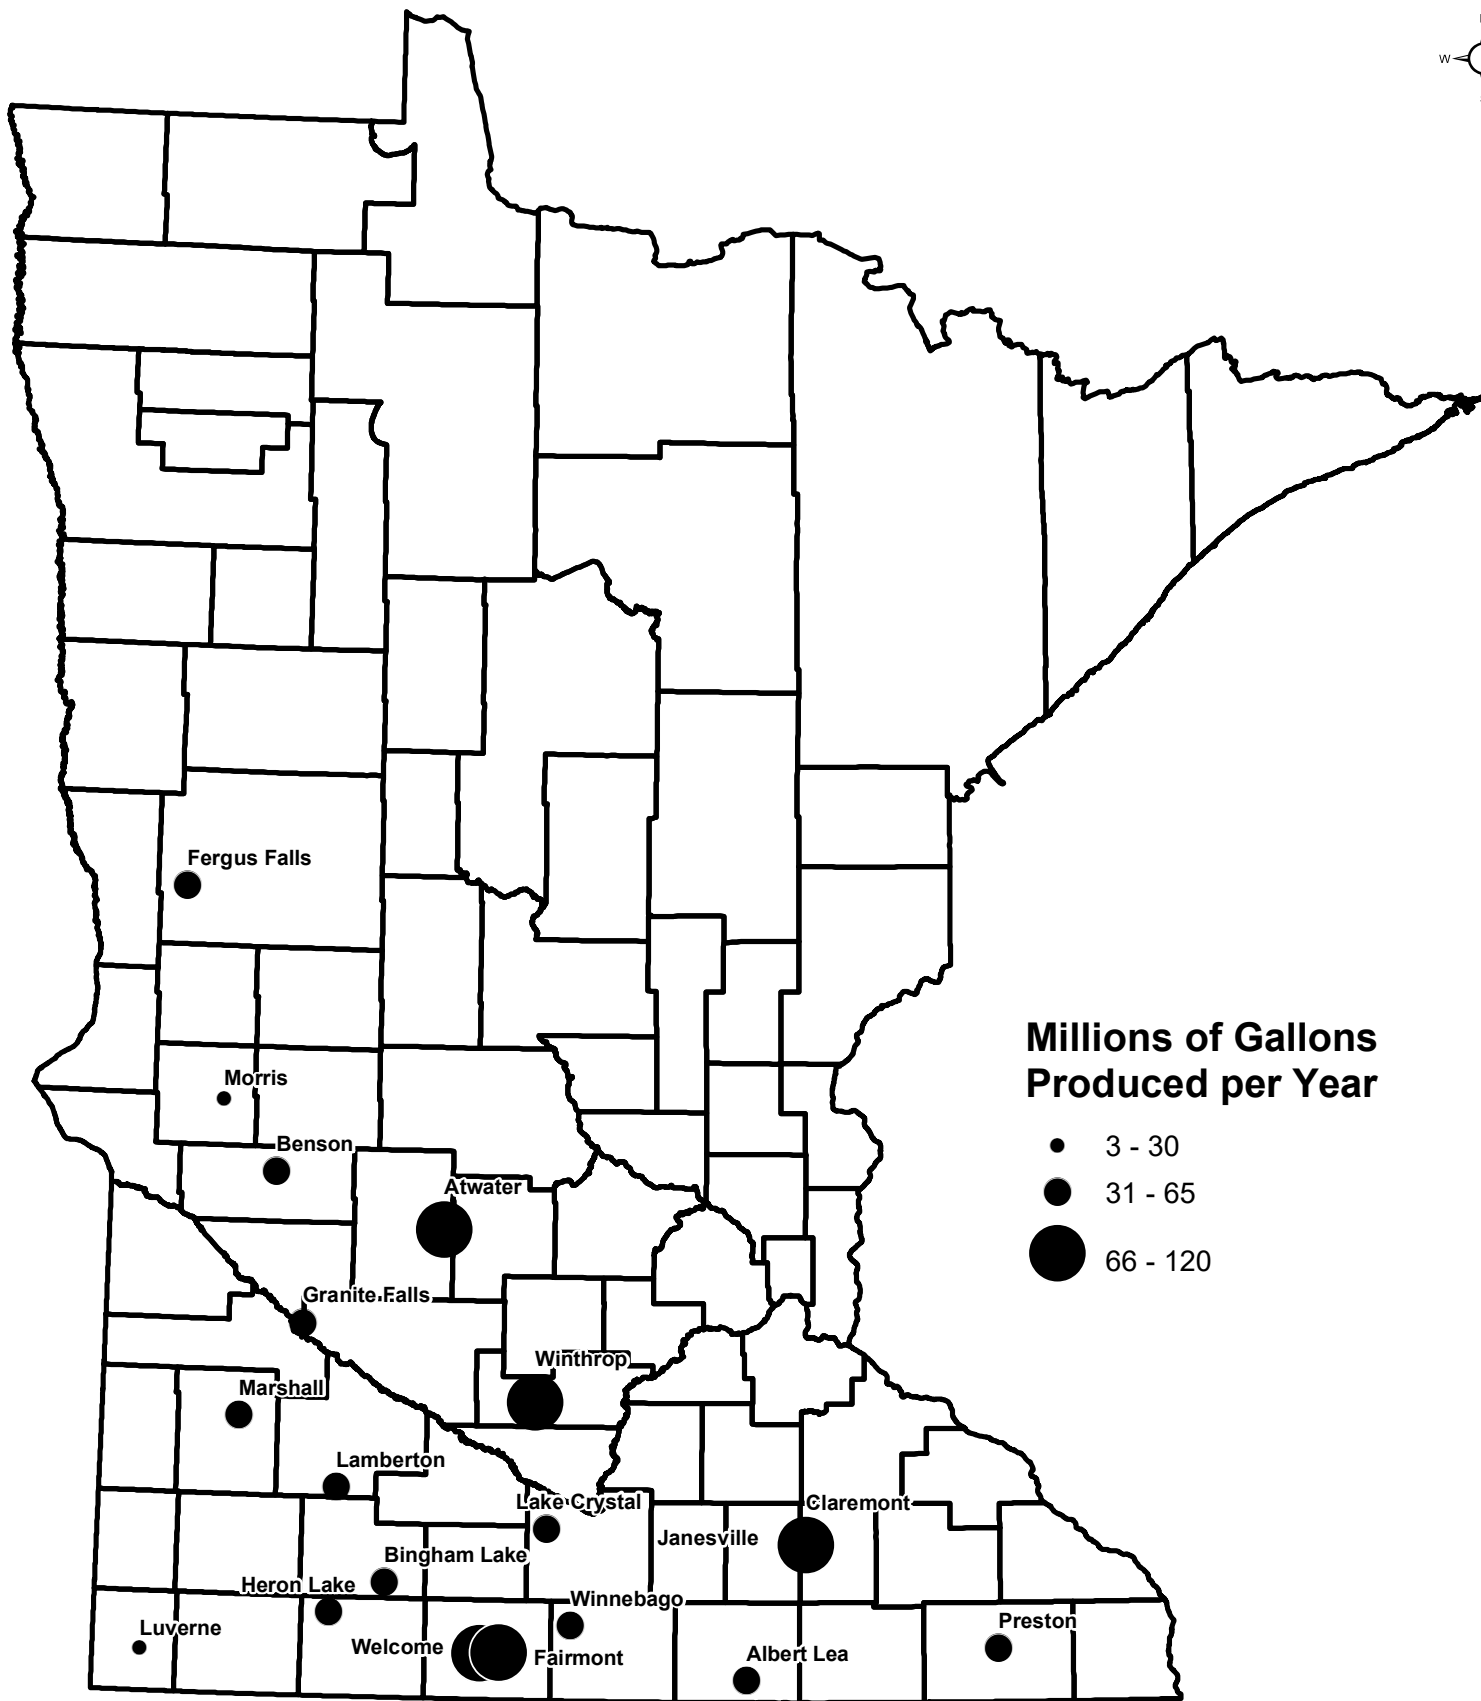 W
Fergus Falls
Millions of Gallons
Produced per Year
3 - 30
31 - 65
66 - 120
Morris
Benson
Atwater
Granite Falls
Winthrop
Marshall
Lamberton
Lake Crystal
Claremont
Janesville
Bingham Lake
Heron Lake
Winnebago
Luverne
Preston
Welcome
Fairmont
Albert Lea